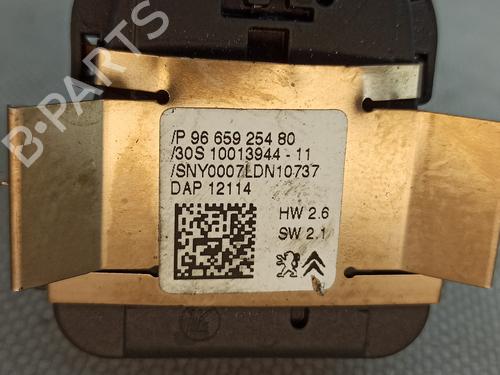 B-PARTS
/P 96 659 254 80
/30S 10013944 - 11
/SNY0007LDN10737
DAP 12114
HW 2.6
SW 2.1